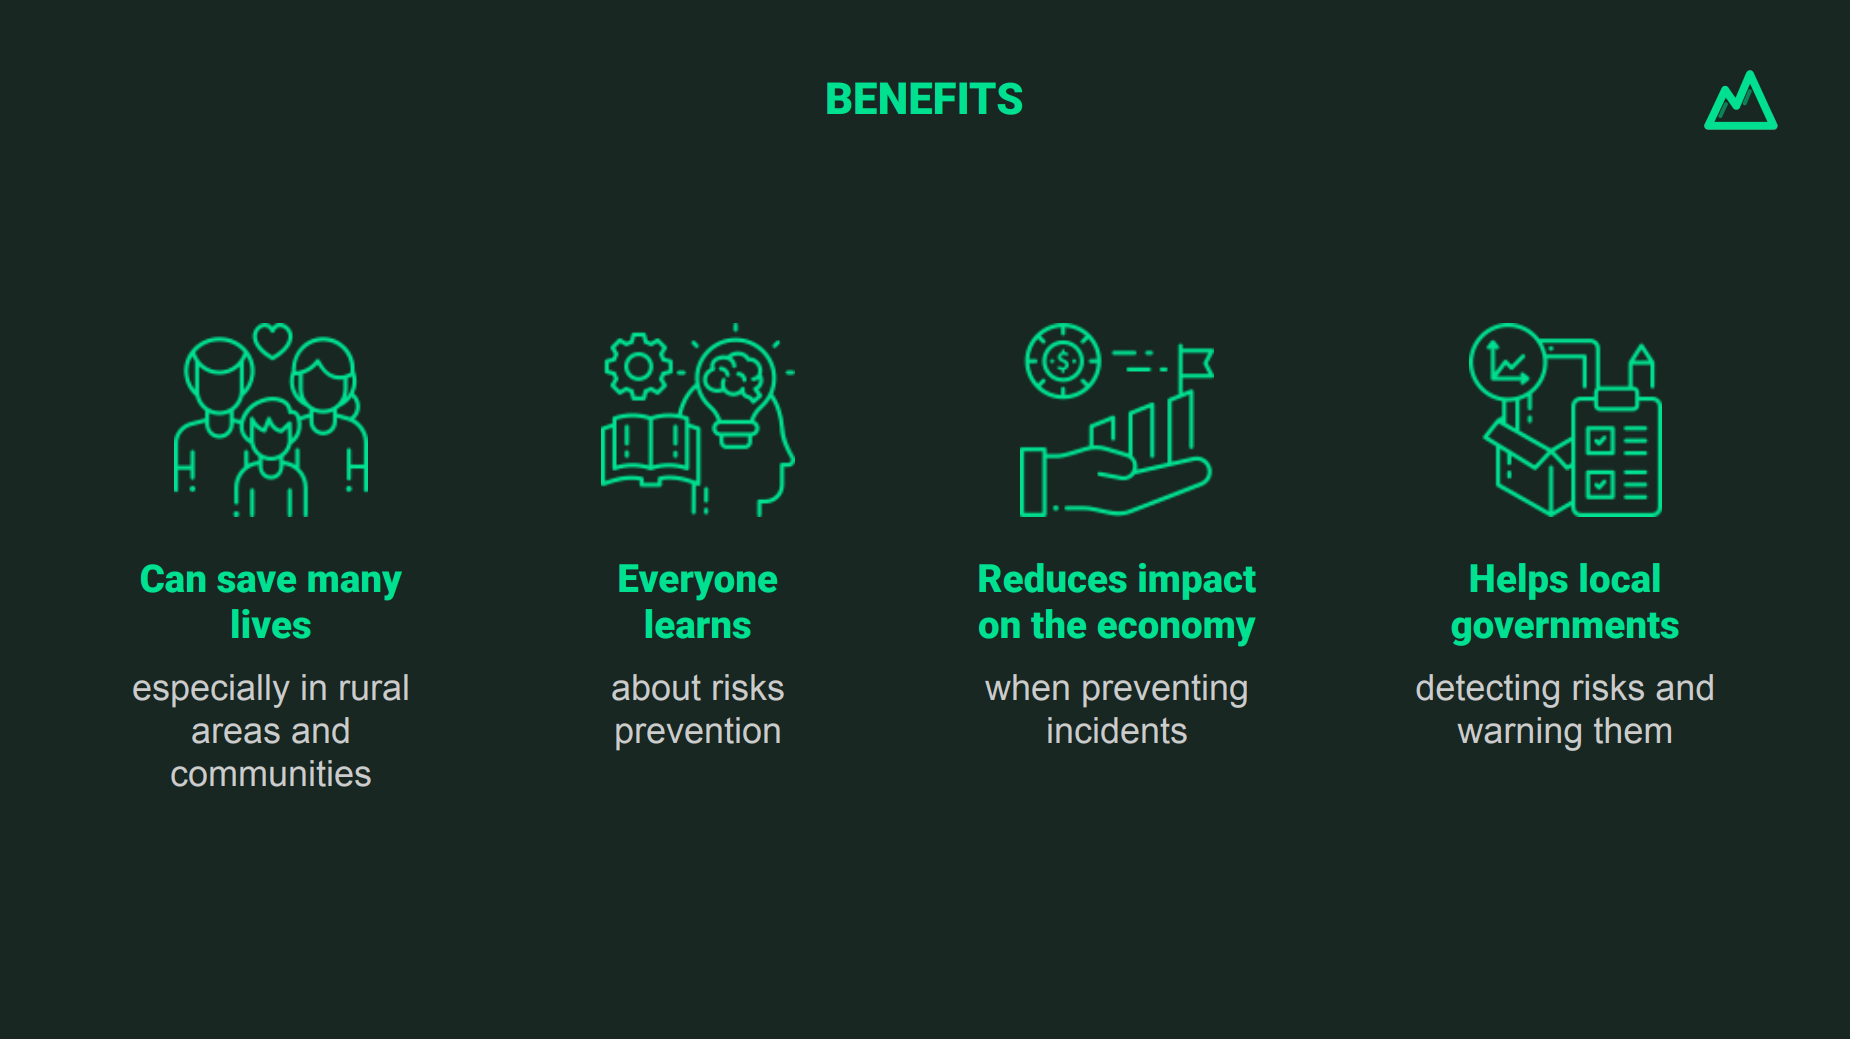 BENEFITS
$
Can save many
lives
especially in rural
areas and
communities
Everyone
learns
about risks
prevention
Reduces impact
on the economy
when preventing
incidents
Helps local
governments
detecting risks and
warning them